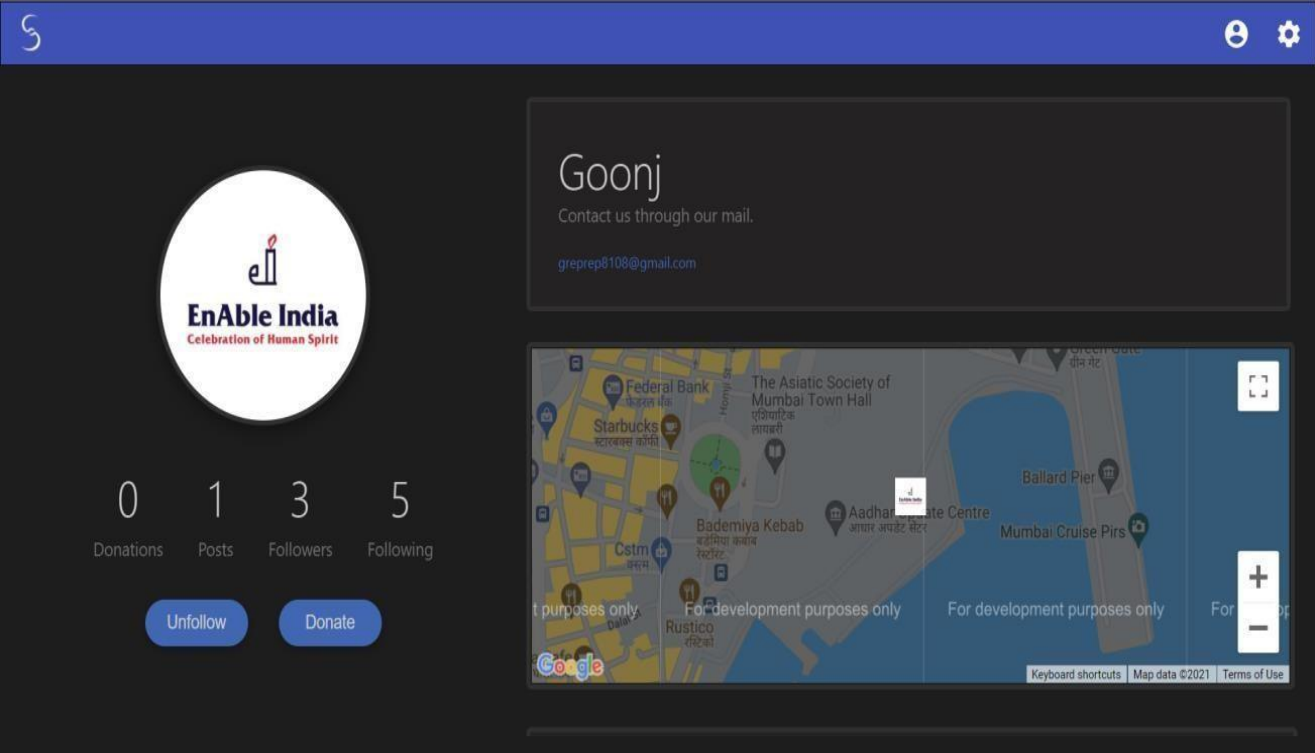 EnAble India
Celebration of Human Spirit
0
Donations
1
Posts
3
Followers
5
Following
Unfollow
Donate
Goonj
Contact us through our mail.
greprep8108@gmail.com
Green Gate
ग्रीन गेट
Federal Bank
फेडरल बँक
Homji St
The Asiatic Society of
Mumbai Town Hall
एशियाटिक
लायब्ररी
Starbucks
स्टारबक्स कॉफी
Ballard Pier
Aadhar Update Centre
आधार अपडेट सेंटर
Mumbai Cruise Pirs
Bademiya Kebab
बडेमिया कबाब
रेस्टॉरंट
Cstm
t purposes only
For development purposes only
For development purposes only
For
Dalal St
Rustico
रस्टिको
Google
Keyboard shortcuts
Map data ©2021
Terms of Use